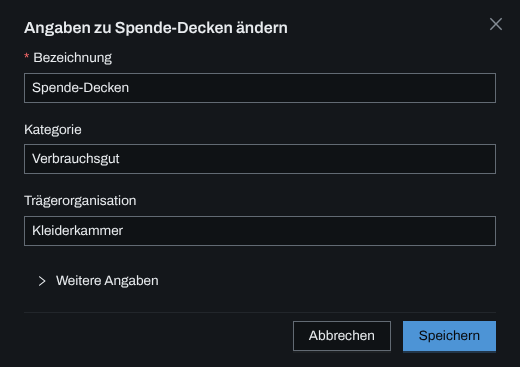 Angaben zu Spende-Decken ändern
* Bezeichnung
Spende-Decken
Kategorie
Verbrauchsgut
Trägerorganisation
Kleiderkammer
Weitere Angaben
Abbrechen
Speichern